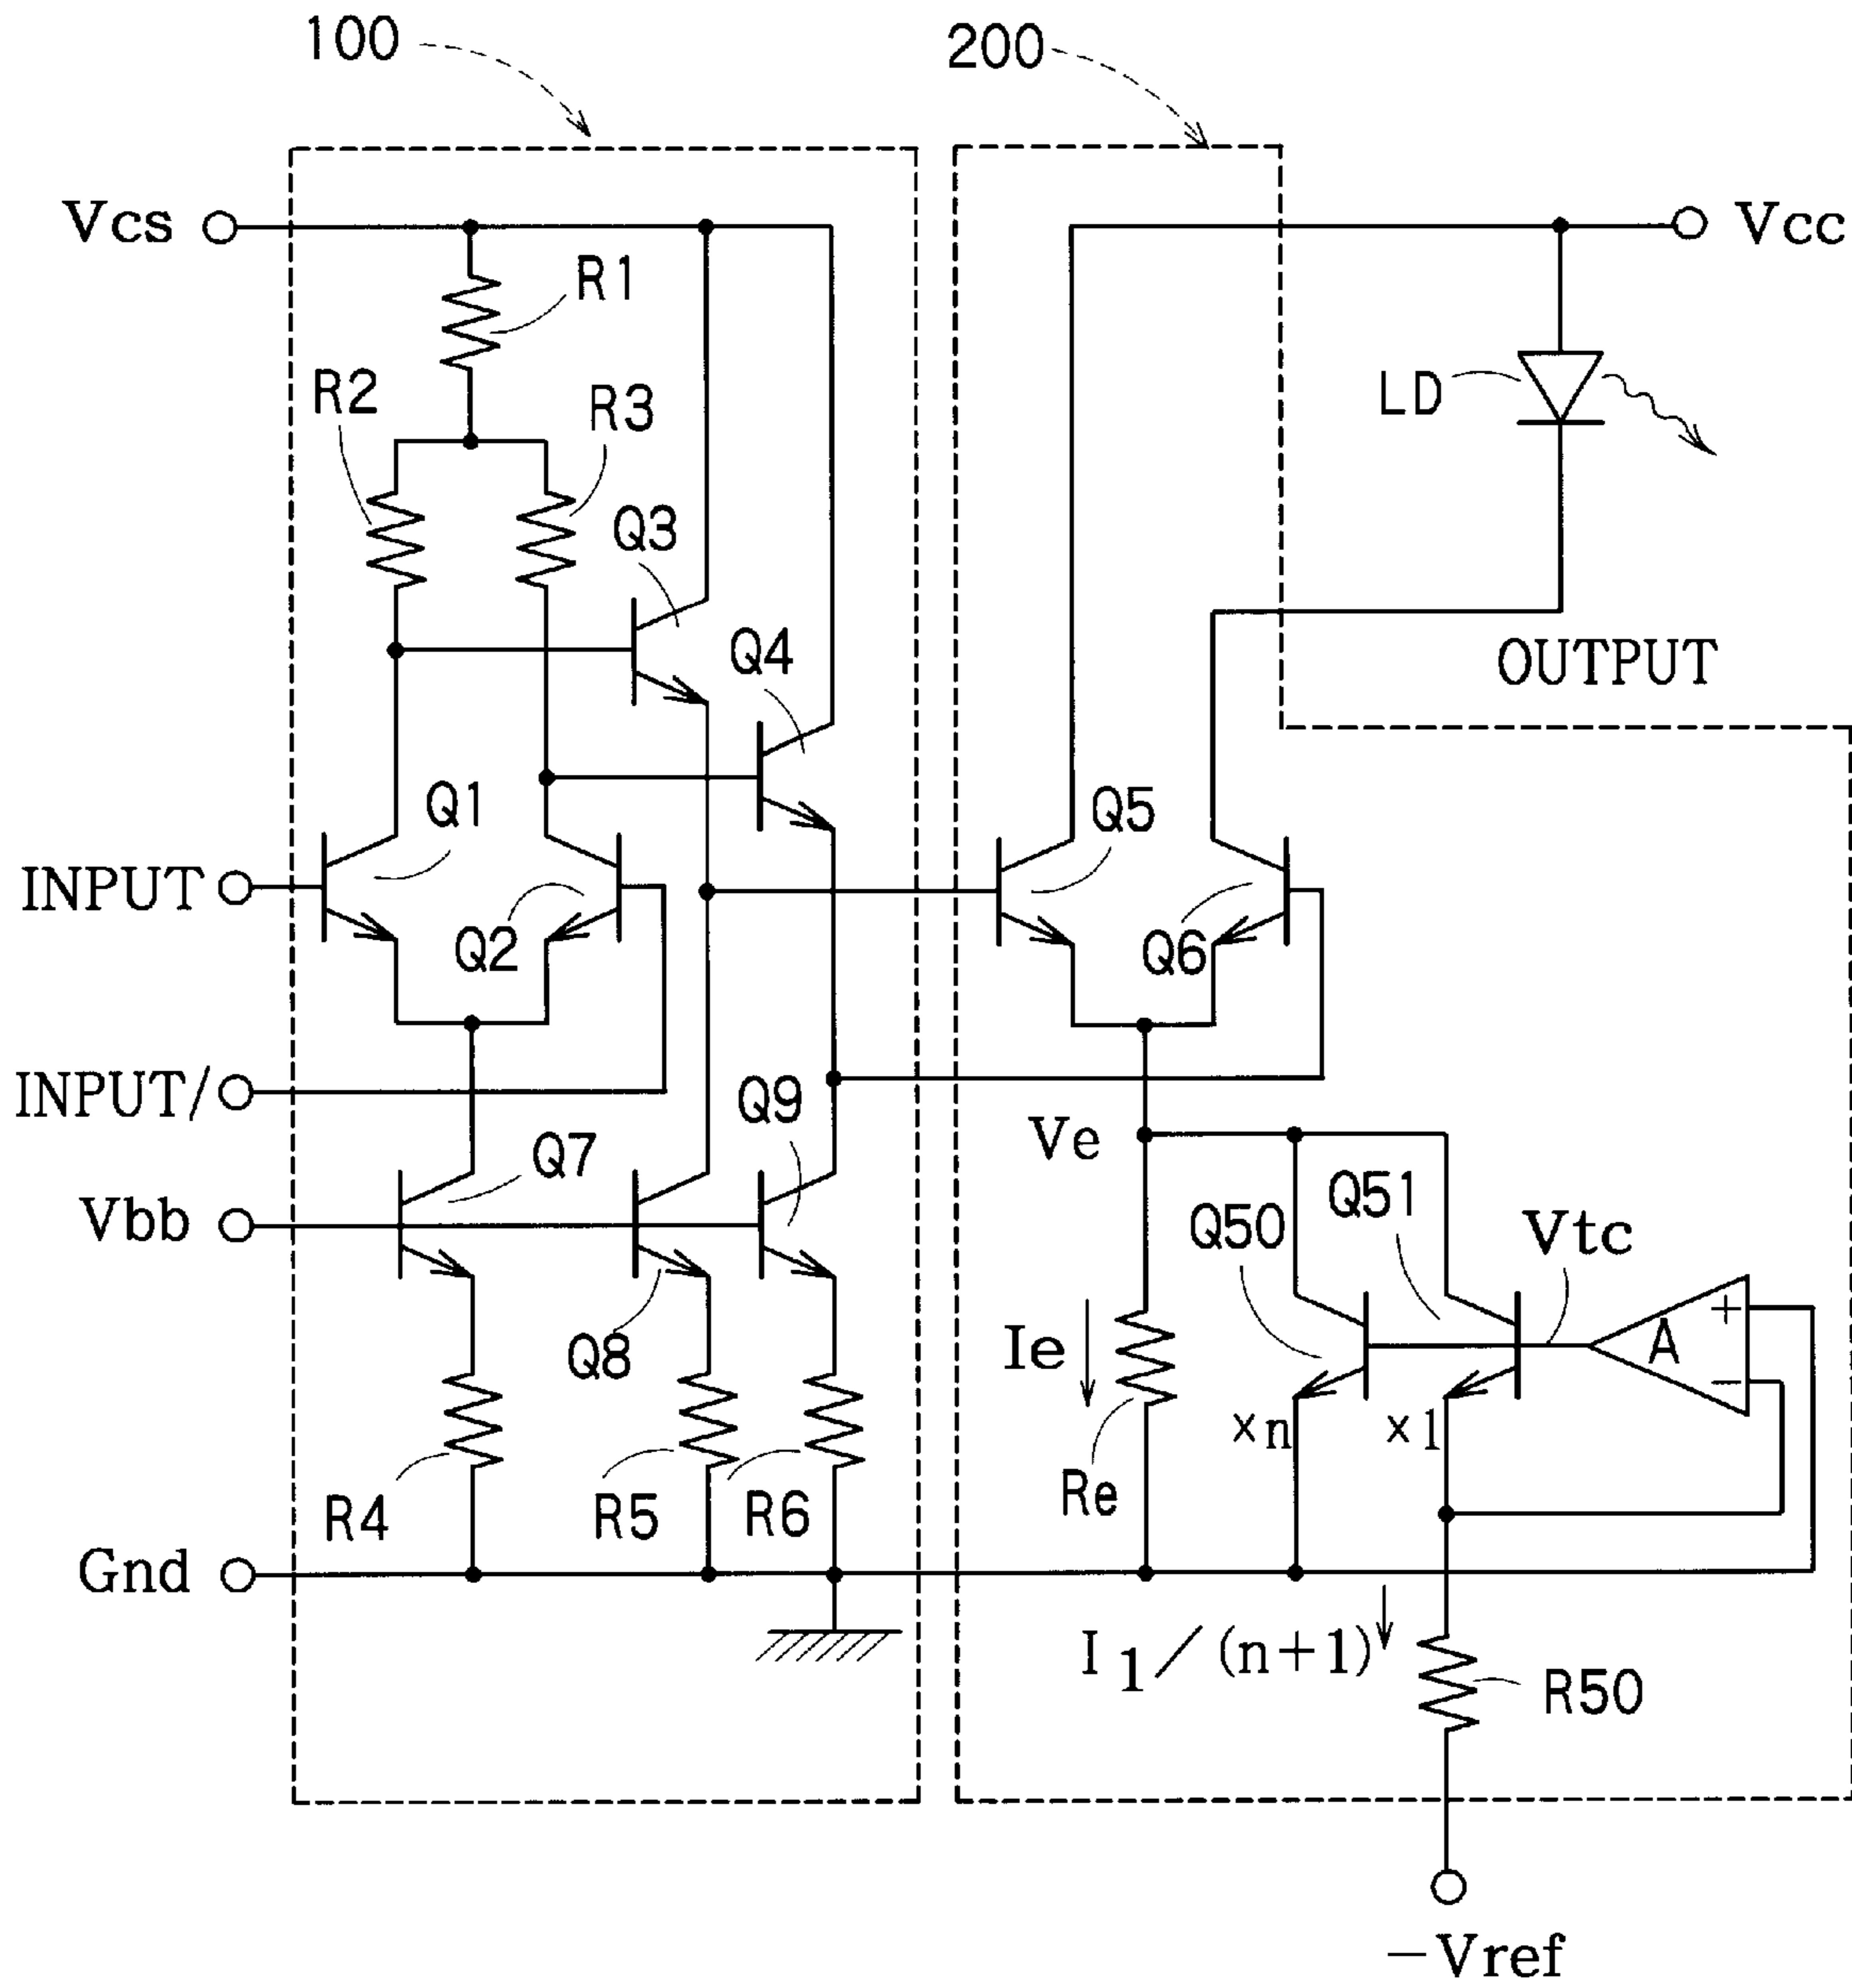 100
200
Vcs
Vcc
R1
R2
R3
LD
Q3
Q4
OUTPUT
Q1
Q5
INPUT
Q2
Q6
INPUT/
Q9
Ve
Q7
Q51
Vbb
Q50
Vtc
+
Ie
A
−
Q8
×n
×1
Re
R4
R5
R6
Gnd
I1/(n+1)
R50
−Vref